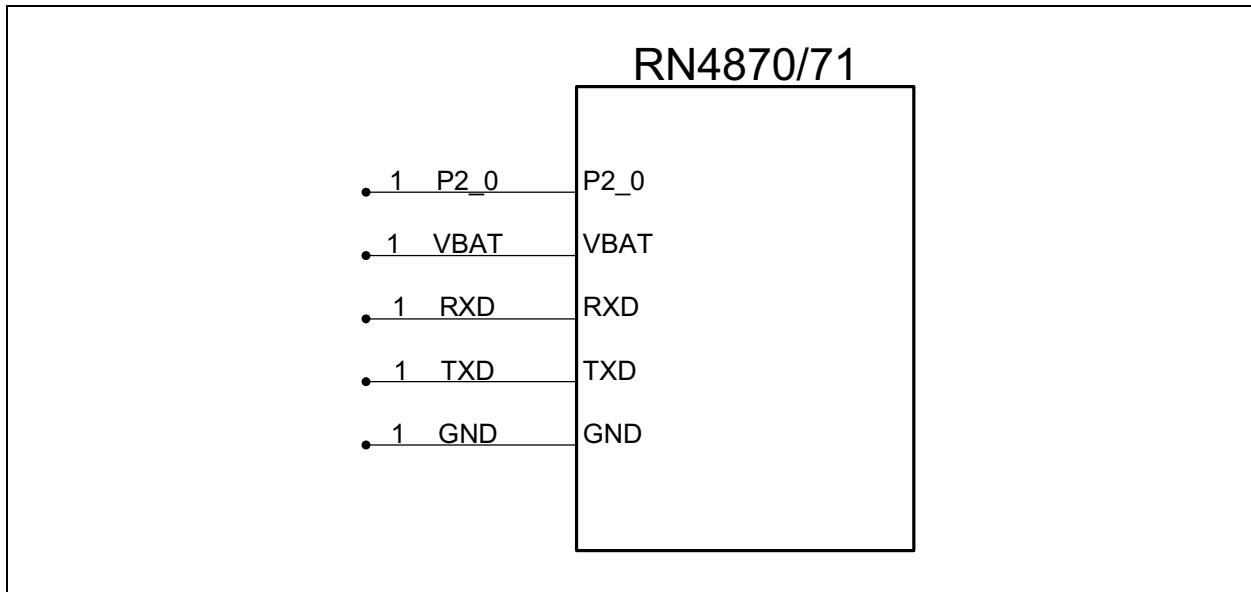 RN4870/71
1 P2_0 P2_0
1 VBAT VBAT
1 RXD RXD
1 TXD TXD
1 GND GND